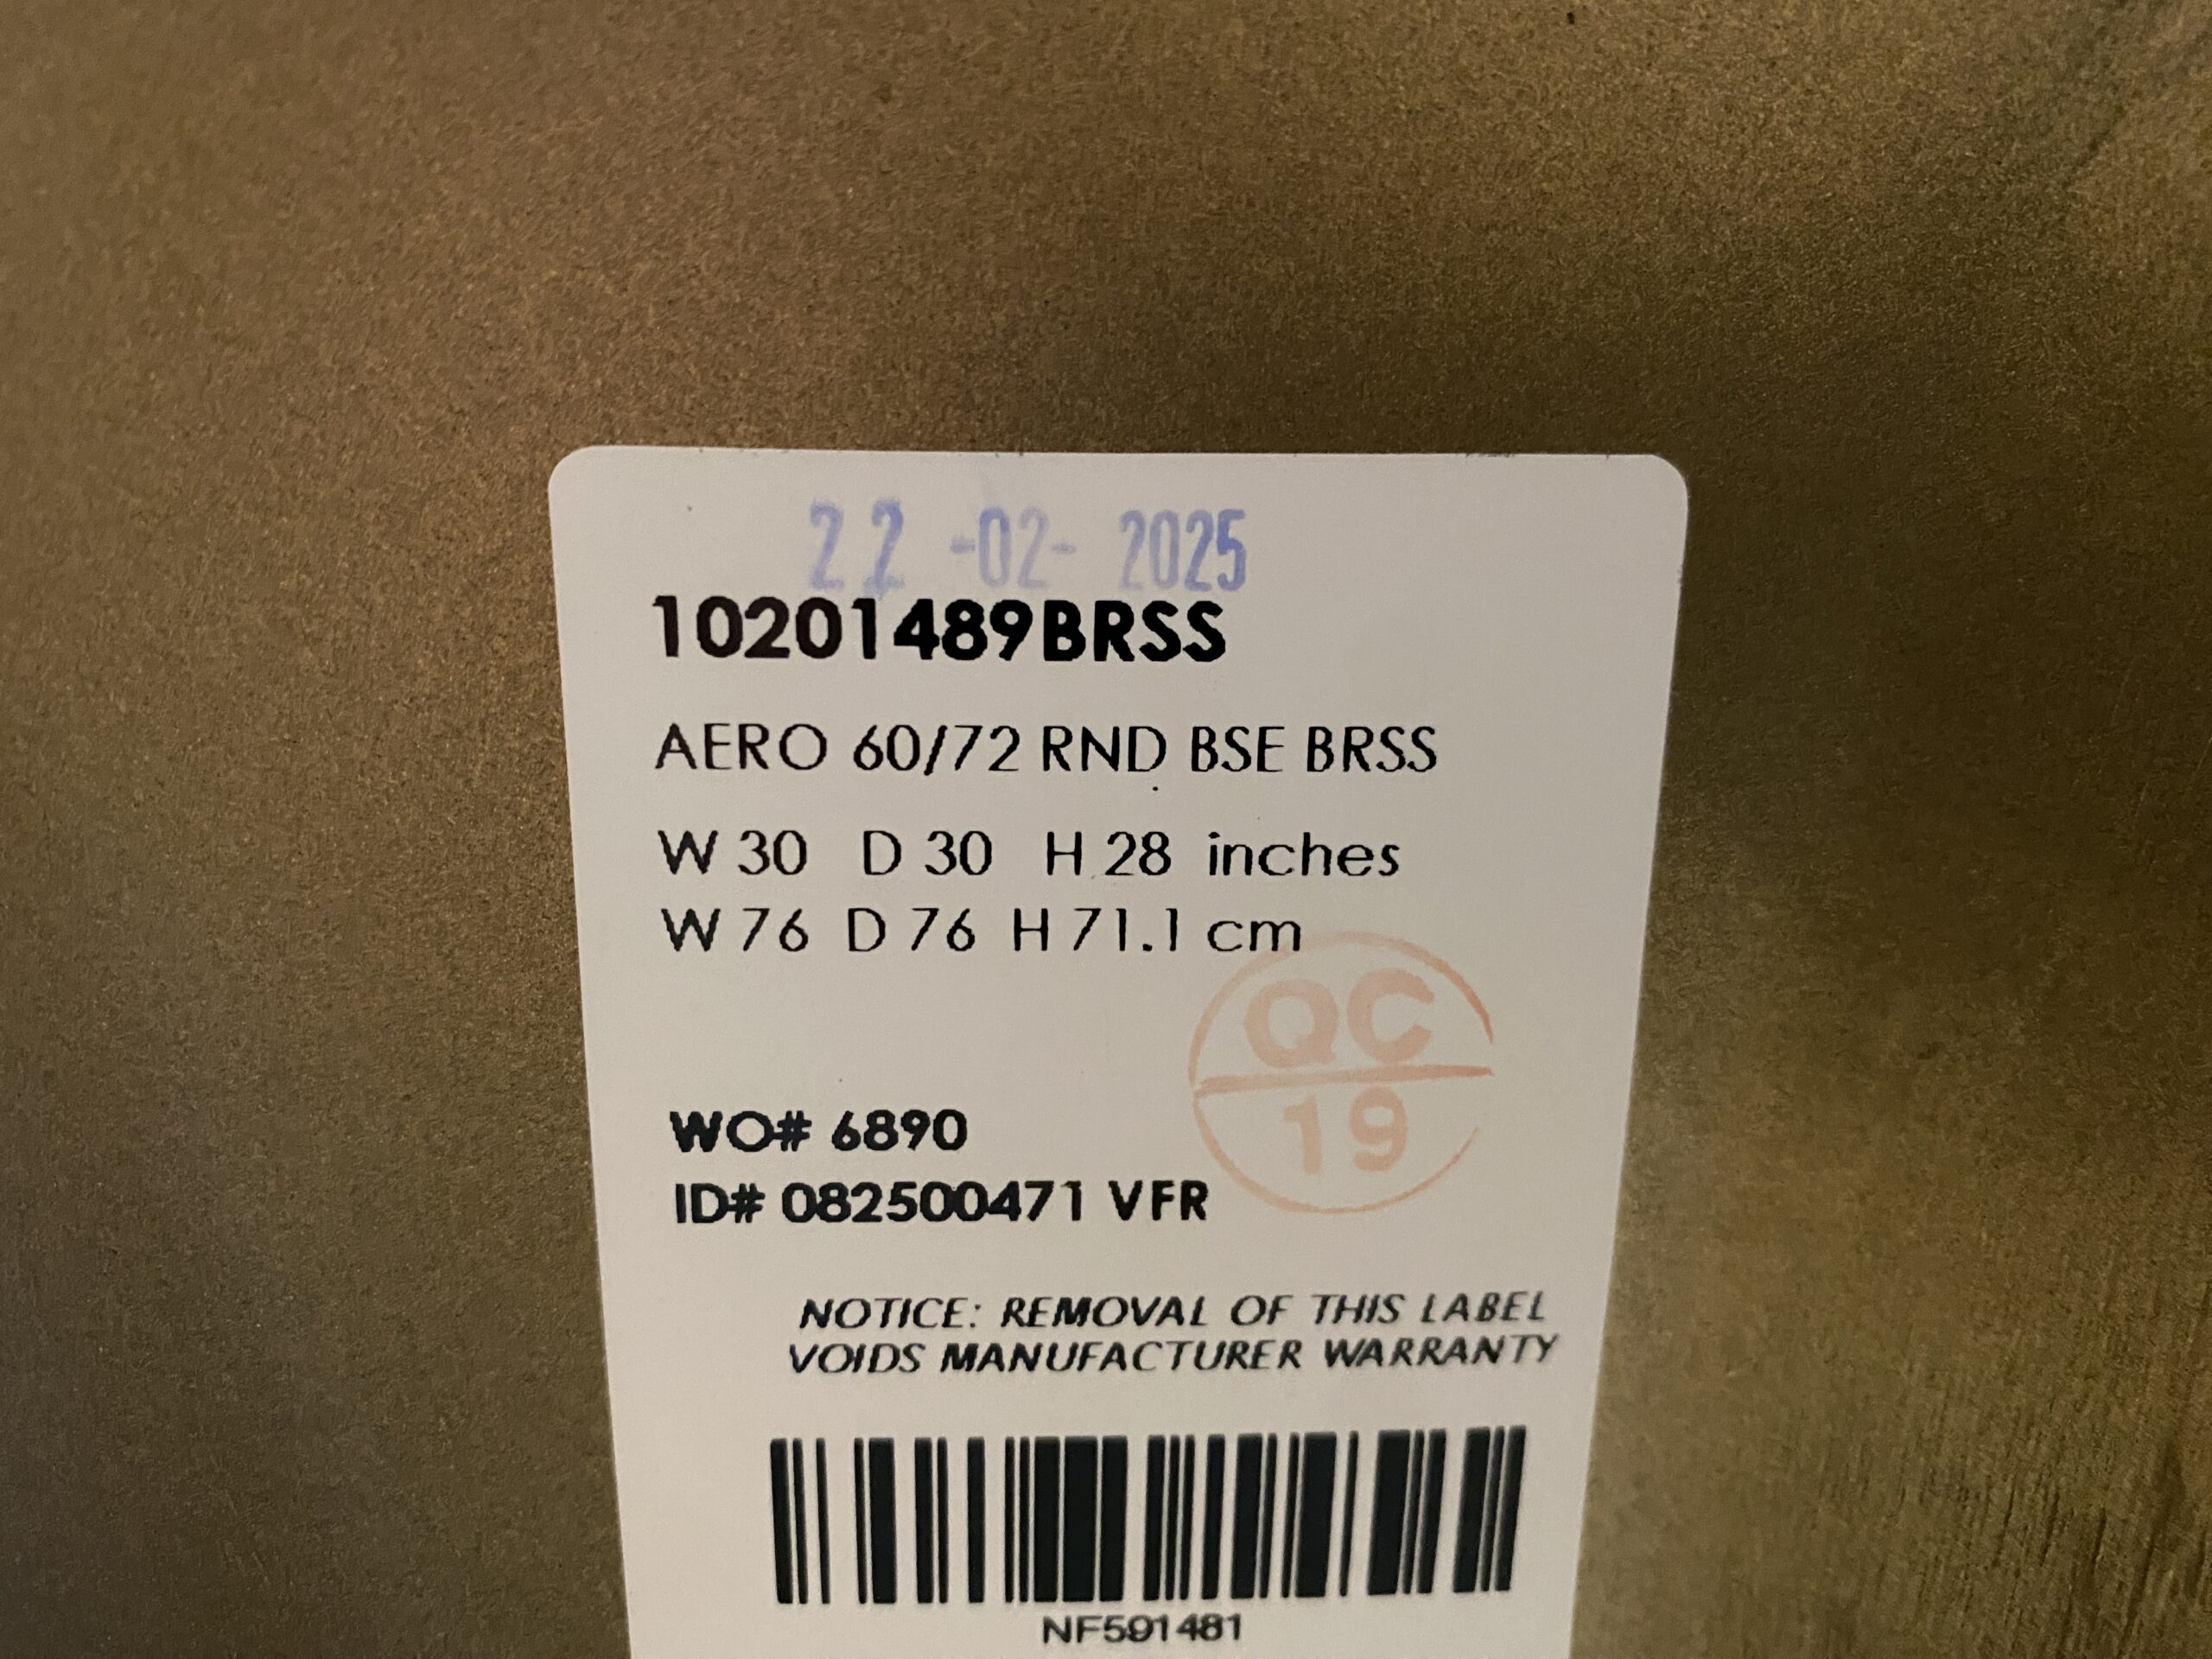 22 -02- 2025
10201489BRSS
AERO 60/72 RND BSE BRSS
W 30 D 30 H 28 inches
W 76 D 76 H 71.1 cm
QC
19
WO# 6890
ID# 082500471 VFR
NOTICE: REMOVAL OF THIS LABEL
VOIDS MANUFACTURER WARRANTY
NF591481